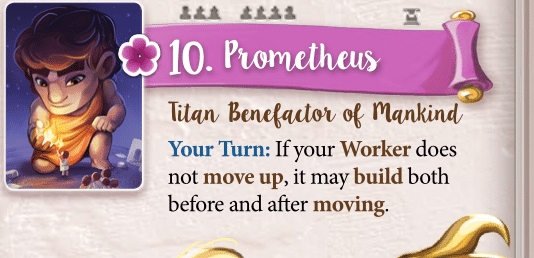 10. Prometheus
Titan Benefactor of Mankind
Your Turn: If your Worker does
not move up, it may build both
before and after moving.